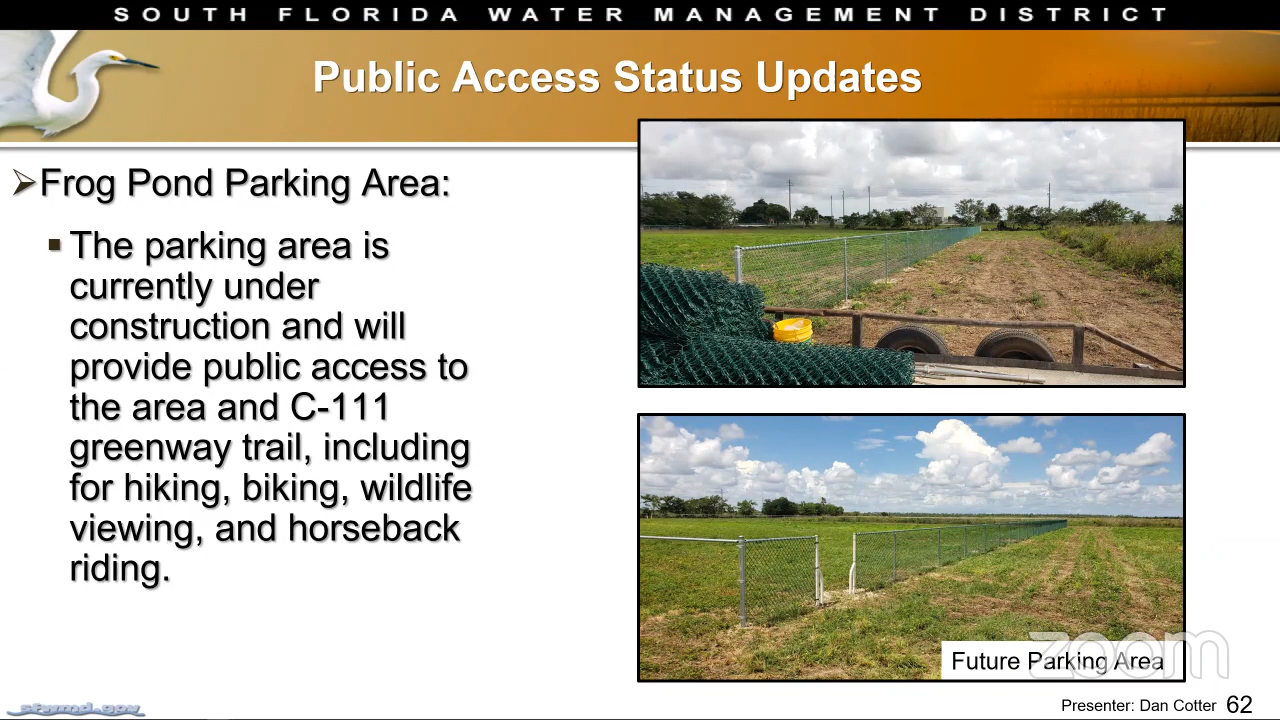 SOUTH FLORIDA WATER MANAGEMENT DISTRICT
Public Access Status Updates
Frog Pond Parking Area:
The parking area is
currently under
construction and will
provide public access to
the area and C-111
greenway trail, including
for hiking, biking, wildlife
viewing, and horseback
riding.
Future Parking Area
zoom
sfwmd.gov
Presenter: Dan Cotter 62